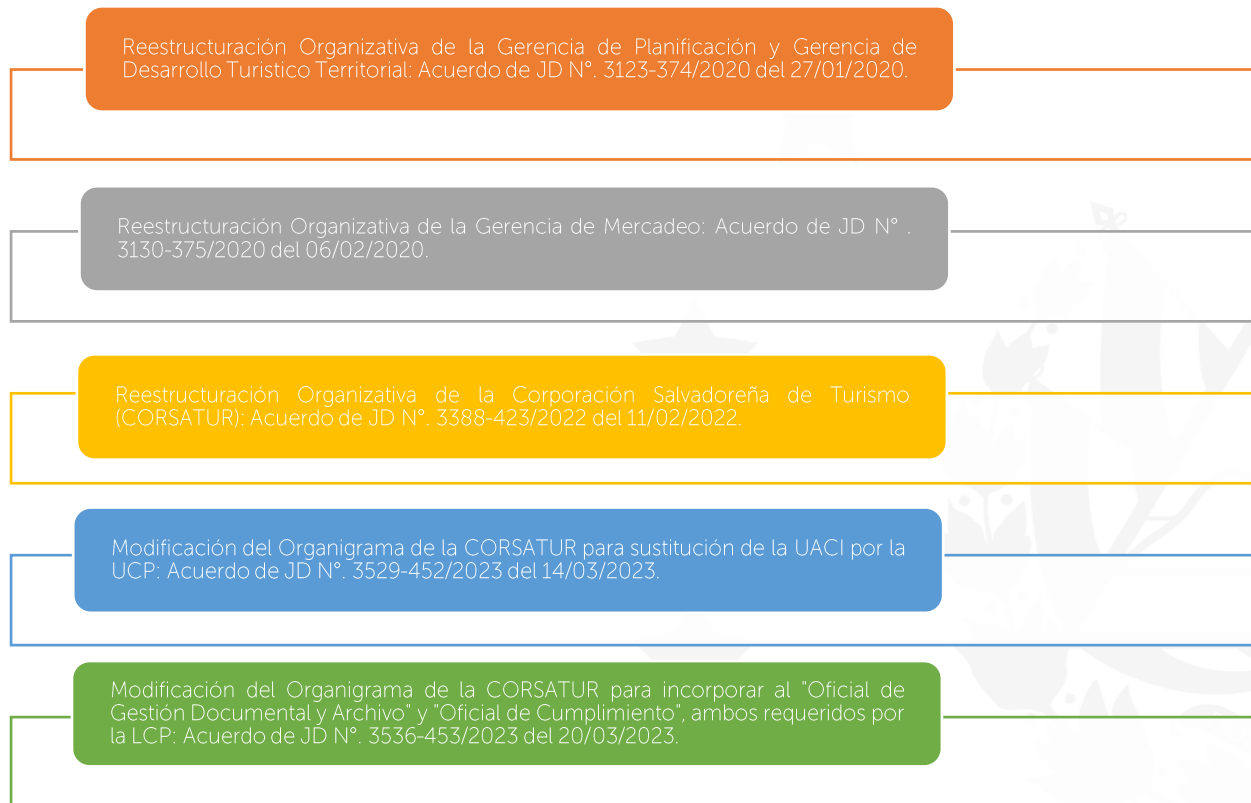 Reestructuración Organizativa de la Gerencia de Planificación y Gerencia de
Desarrollo Turistico Territorial: Acuerdo de JD N°. 3123-374/2020 del 27/01/2020.
Reestructuración Organizativa de la Gerencia de Mercadeo: Acuerdo de JD N° .
3130-375/2020 del 06/02/2020.
Reestructuración Organizativa de la Corporación Salvadoreña de Turismo
(CORSATUR): Acuerdo de JD N°. 3388-423/2022 del 11/02/2022.
Modificación del Organigrama de la CORSATUR para sustitución de la UACI por la
UCP: Acuerdo de JD N°. 3529-452/2023 del 14/03/2023.
Modificación del Organigrama de la CORSATUR para incorporar al "Oficial de
Gestión Documental y Archivo" y "Oficial de Cumplimiento", ambos requeridos por
la LCP: Acuerdo de JD N°. 3536-453/2023 del 20/03/2023.